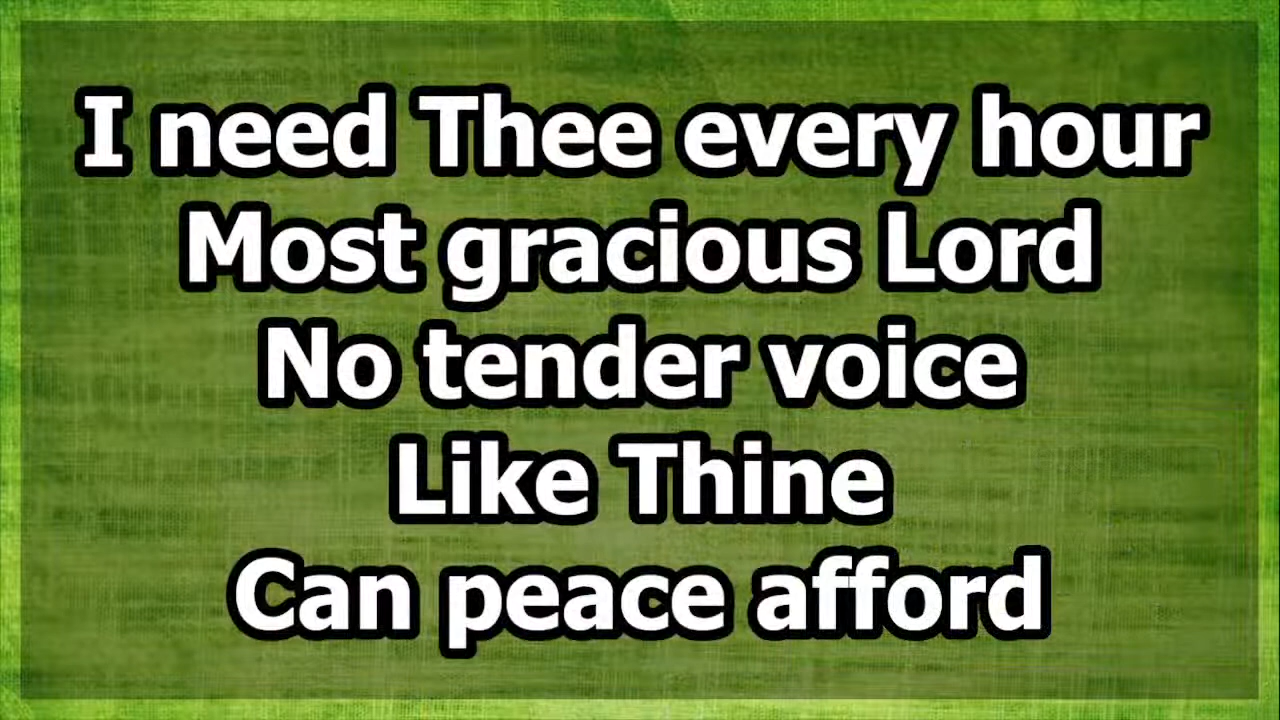 I need Thee every hour
Most gracious Lord
No tender voice
Like Thine
Can peace afford